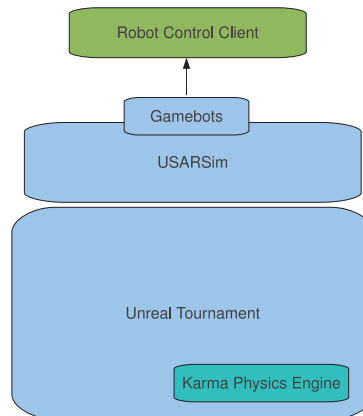 Robot Control Client
Gamebots
USARSim
Unreal Tournament
Karma Physics Engine